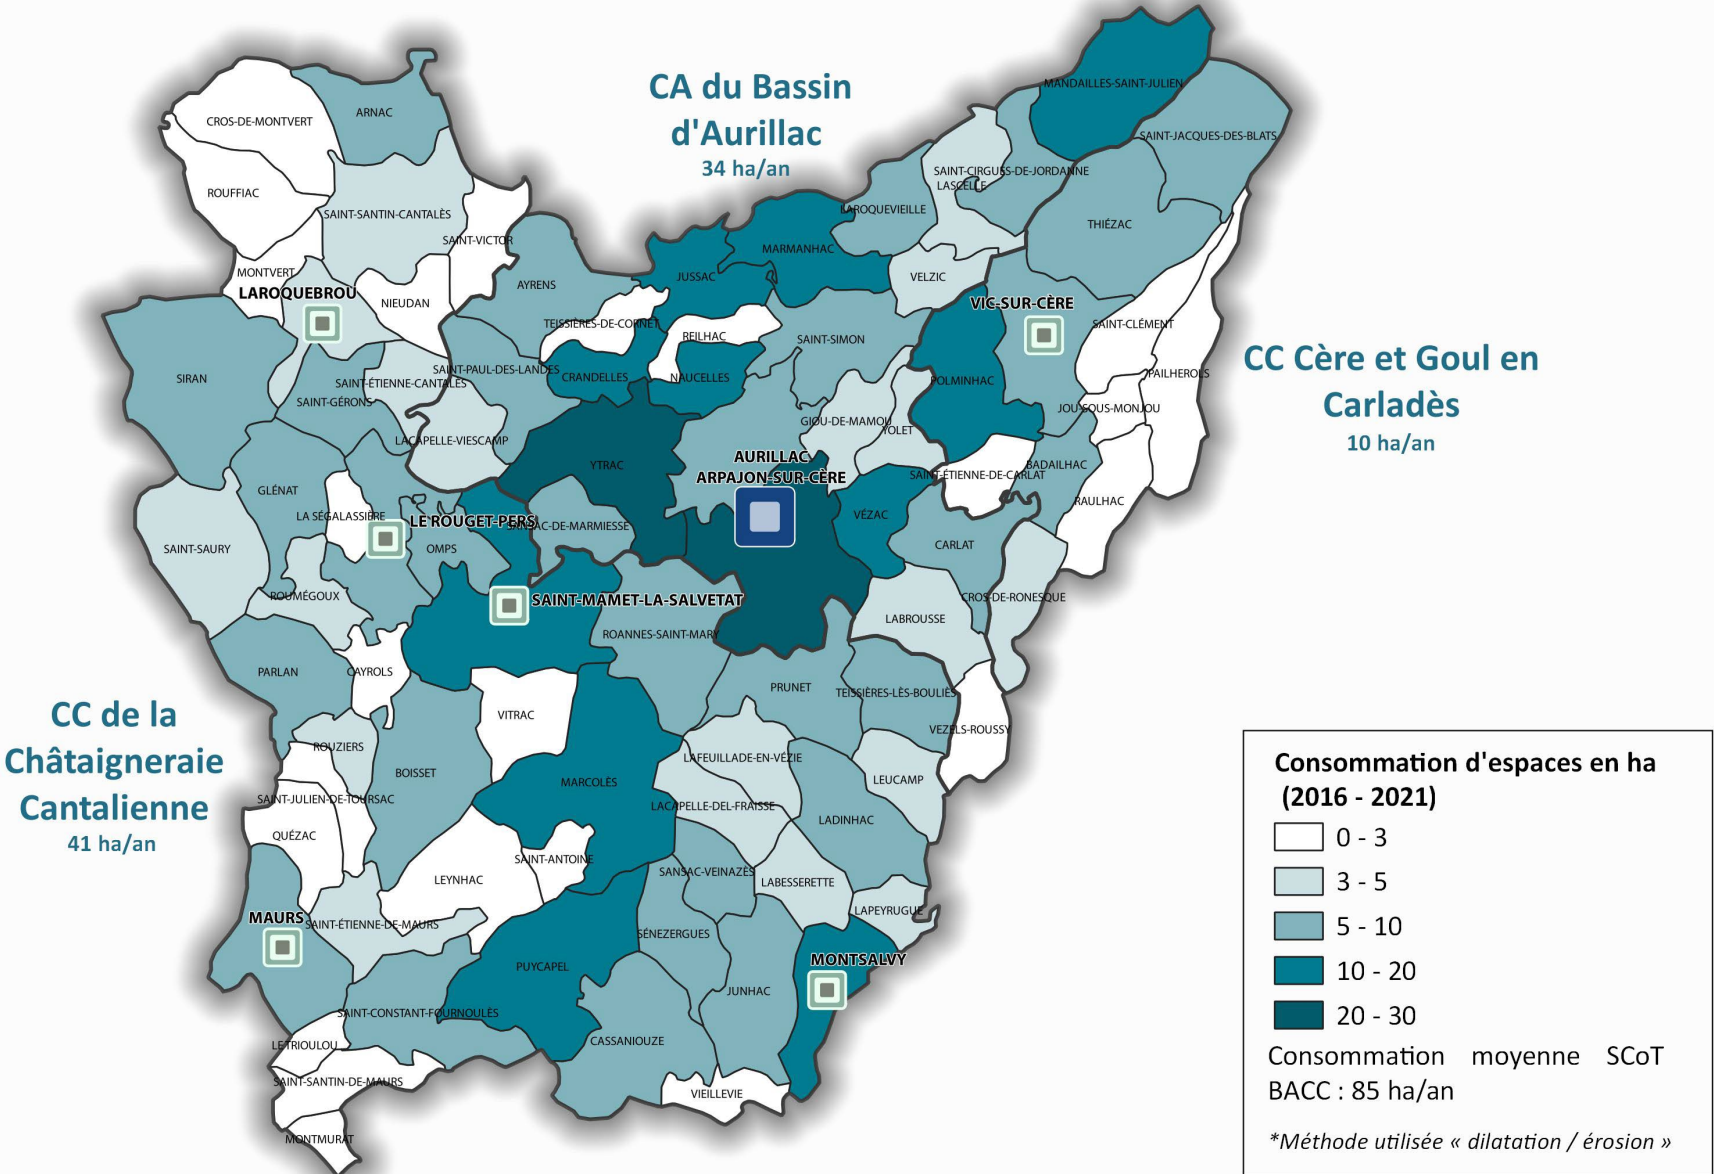 CA du Bassin
d'Aurillac
34 ha/an
CC Cère et Goul en
Carladès
10 ha/an
CC de la
Châtaigneraie
Cantalienne
41 ha/an
MANDAILLES-SAINT-JULIEN
CROS-DE-MONTVERT
ARNAC
SAINT-JACQUES-DES-BLATS
SAINT-CIRGUES-DE-JORDANNE
LASCELLE
ROUFFIAC
SAINT-SANTIN-CANTALÈS
LAROQUEVIEILLE
THIÉZAC
SAINT-VICTOR
MARMANHAC
MONTVERT
JUSSAC
VELZIC
AYRENS
LAROQUEBROU
NIEUDAN
VIC-SUR-CÈRE
TEISSIÈRES-DE-CORNET
SAINT-CLÉMENT
REILHAC
SAINT-SIMON
SAINT-PAUL-DES-LANDES
PAILHEROLS
SIRAN
CRANDELLES
NAUCELLES
POLMINHAC
SAINT-ÉTIENNE-CANTALÈS
SAINT-GÉRONS
JOU-SOUS-MONJOU
GIOU-DE-MAMOU
YOLET
LACAPELLE-VIESCAMP
AURILLAC
YTRAC
BADAILHAC
ARPAJON-SUR-CÈRE
SAINT-ÉTIENNE-DE-CARLAT
GLÉNAT
RAULHAC
LA SÉGALASSIÈRE
LE ROUGET-PERS
VÉZAC
SANSAC-DE-MARMIESSE
SAINT-SAURY
OMPS
CARLAT
ROUMÉGOUX
SAINT-MAMET-LA-SALVETAT
CROS-DE-RONESQUE
LABROUSSE
ROANNES-SAINT-MARY
PARLAN
CAYROLS
PRUNET
TEISSIÈRES-LÈS-BOULIÈS
VITRAC
VEZELS-ROUSSY
ROUZIERS
LAFEUILLADE-EN-VÉZIE
BOISSET
MARCOLÈS
LEUCAMP
SAINT-JULIEN-DE-TOURSAC
LACAPELLE-DEL-FRAISSE
LADINHAC
QUÉZAC
SAINT-ANTOINE
SANSAC-VEINAZÈS
LEYNHAC
LABESSERETTE
LAPEYRUGUE
MAURS
SAINT-ÉTIENNE-DE-MAURS
SÉNEZERGUES
MONTSALVY
PUYCAPEL
JUNHAC
SAINT-CONSTANT-FOURNOULÈS
CASSANIOUZE
LE TRIOULOU
SAINT-SANTIN-DE-MAURS
VIEILLEVIE
MONTMURAT
Consommation d'espaces en ha
(2016 - 2021)
0 - 3
3 - 5
5 - 10
10 - 20
20 - 30
Consommation moyenne SCoT
BACC : 85 ha/an
*Méthode utilisée « dilatation / érosion »